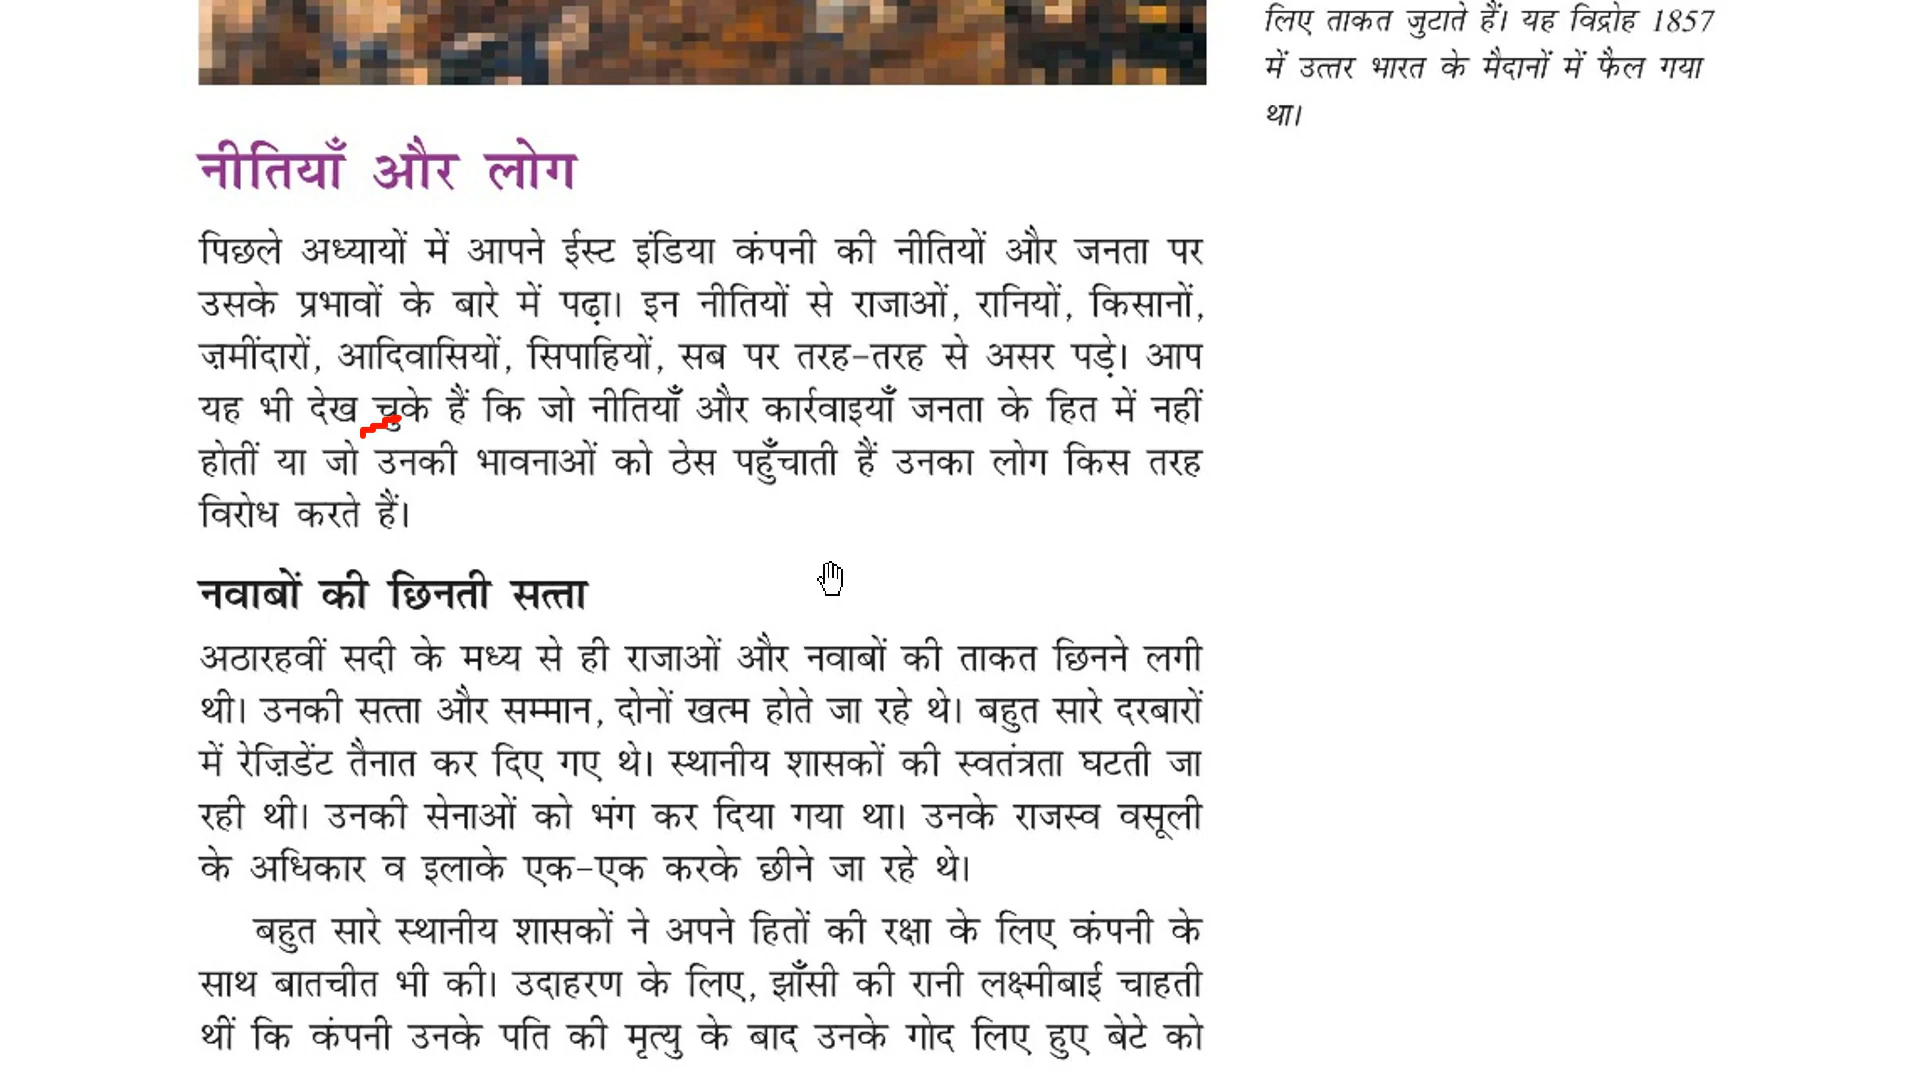 लिए ताकत जुटाते हैं। यह विद्रोह 1857
में उत्तर भारत के मैदानों में फैल गया
था।
नीतियाँ और लोग
पिछले अध्यायों में आपने ईस्ट इंडिया कंपनी की नीतियों और जनता पर
उसके प्रभावों के बारे में पढ़ा। इन नीतियों से राजाओं, रानियों, किसानों,
ज़मींदारों, आदिवासियों, सिपाहियों, सब पर तरह-तरह से असर पड़े। आप
यह भी देख चुके हैं कि जो नीतियाँ और कार्रवाइयाँ जनता के हित में नहीं
होतीं या जो उनकी भावनाओं को ठेस पहुँचाती हैं उनका लोग किस तरह
विरोध करते हैं।
नवाबों की छिनती सत्ता
अठारहवीं सदी के मध्य से ही राजाओं और नवाबों की ताकत छिनने लगी
थी। उनकी सत्ता और सम्मान, दोनों खत्म होते जा रहे थे। बहुत सारे दरबारों
में रेज़िडेंट तैनात कर दिए गए थे। स्थानीय शासकों की स्वतंत्रता घटती जा
रही थी। उनकी सेनाओं को भंग कर दिया गया था। उनके राजस्व वसूली
के अधिकार व इलाके एक-एक करके छीने जा रहे थे।
बहुत सारे स्थानीय शासकों ने अपने हितों की रक्षा के लिए कंपनी के
साथ बातचीत भी की। उदाहरण के लिए, झाँसी की रानी लक्ष्मीबाई चाहती
थीं कि कंपनी उनके पति की मृत्यु के बाद उनके गोद लिए हुए बेटे को